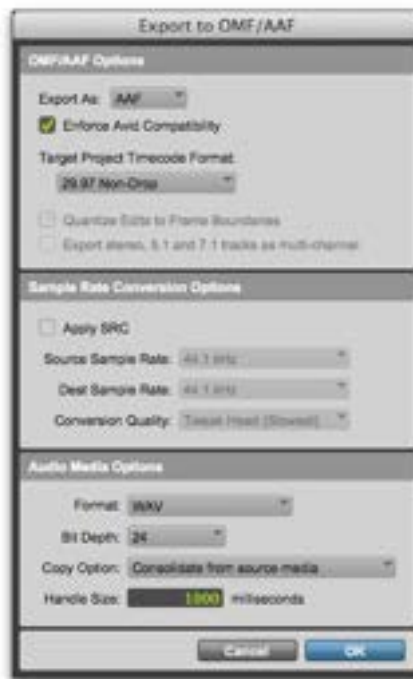 Export to OMF/AAF
OMF/AAF Options
Export As: AAF
Enforce Avid Compatibility
Target Project Timecode Format:
29.97 Non-Drop
Quantize Edits to Frame Boundaries
Export stereo, 5.1 and 7.1 tracks as multi-channel
Sample Rate Conversion Options
Apply SRC
Source Sample Rate: 44.1 kHz
Dest Sample Rate: 44.1 kHz
Conversion Quality: Tweak Head (Slowest)
Audio Media Options
Format: WAV
Bit Depth: 24
Copy Option: Consolidate from source media
Handle Size: 1000 milliseconds
Cancel OK